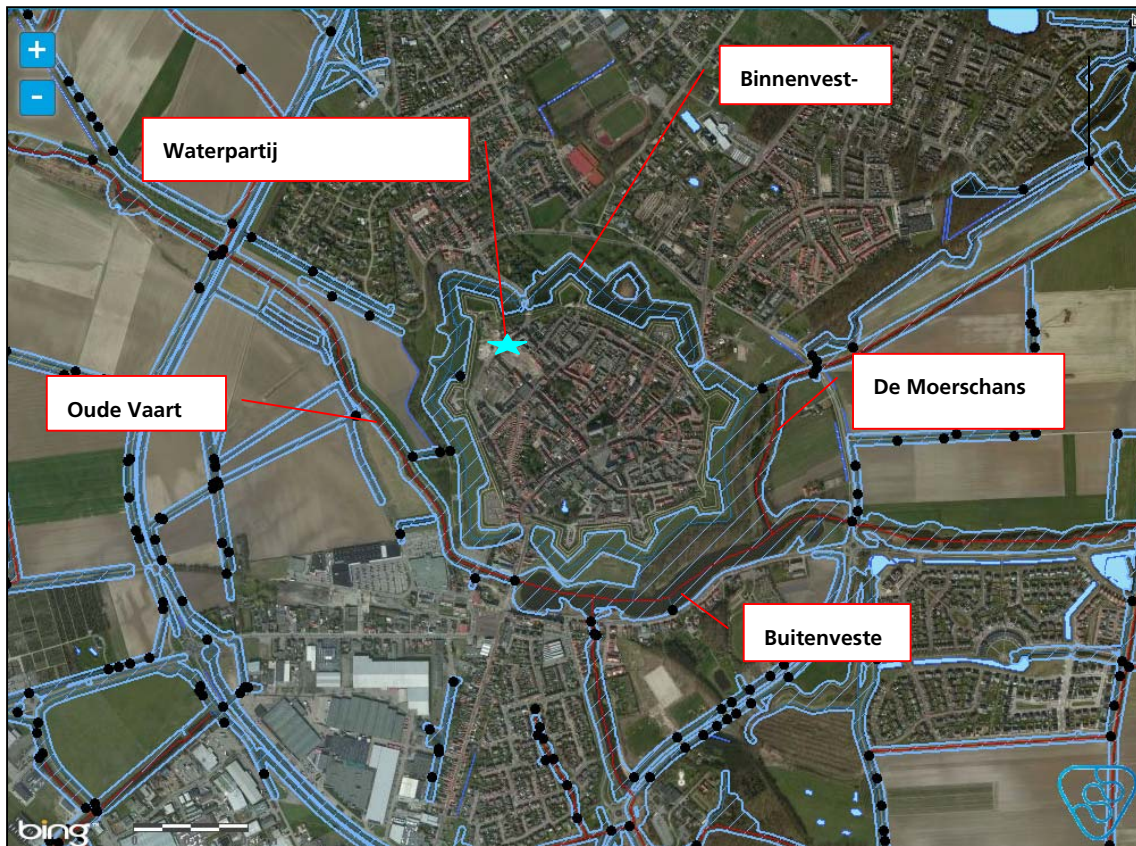 +
-
Binnenvest-
Waterpartij
De Moerschans
Oude Vaart
Buitenveste
bing